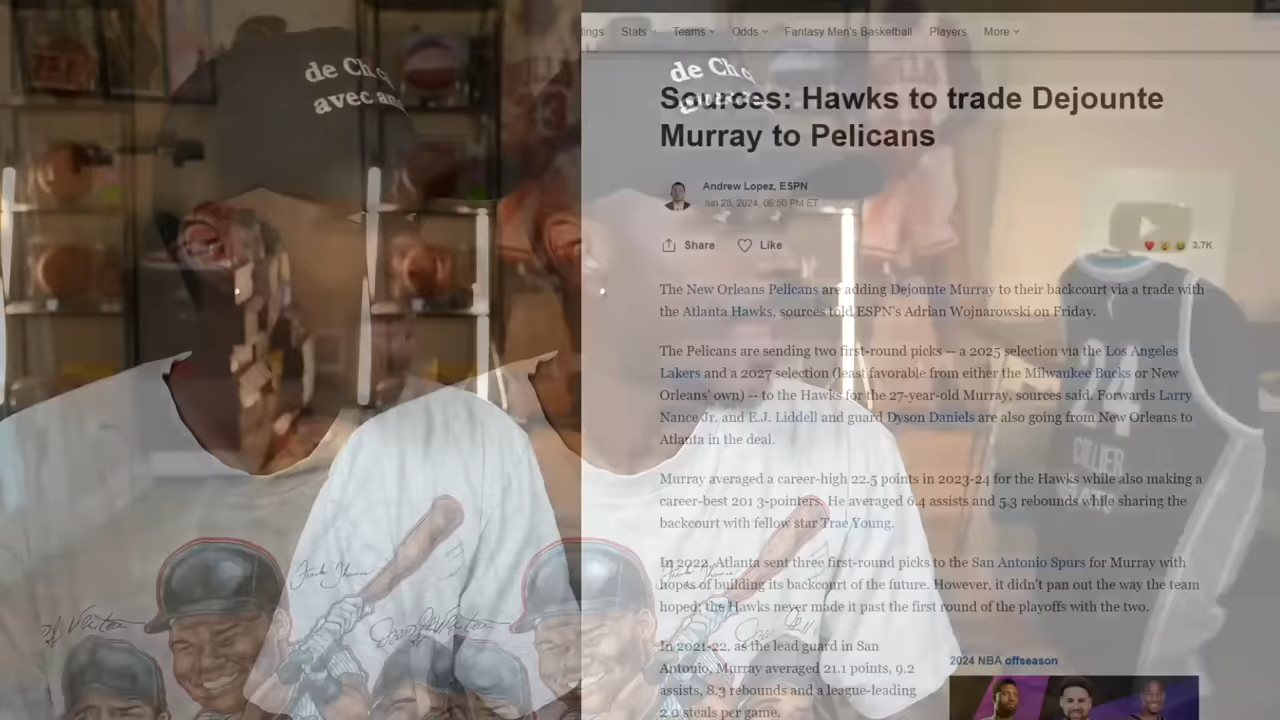 Stats
Teams
Odds
Fantasy Men's Basketball
Players
More
de Ch
avec am
de Ch
Sources: Hawks to trade Dejounte
Murray to Pelicans
Andrew Lopez, ESPN
Jun 28, 2024, 06:50 PM ET
Share
Like
3.7K
The New Orleans Pelicans are adding Dejounte Murray to their backcourt via a trade with
the Atlanta Hawks, sources told ESPN's Adrian Wojnarowski on Friday.
The Pelicans are sending two first-round picks -- a 2025 selection via the Los Angeles
Lakers and a 2027 selection (least favorable from either the Milwaukee Bucks or New
Orleans' own) -- to the Hawks for the 27-year-old Murray, sources said. Forwards Larry
Nance Jr. and E.J. Liddell and guard Dyson Daniels are also going from New Orleans to
Atlanta in the deal.
COLLIER
Murray averaged a career-high 22.5 points in 2023-24 for the Hawks while also making a
career-best 201 3-pointers. He averaged 6.4 assists and 5.3 rebounds while sharing the
backcourt with fellow star Trae Young.
In 2022, Atlanta sent three first-round picks to the San Antonio Spurs for Murray with
hopes of building its backcourt of the future. However, it didn't pan out the way the team
hoped; the Hawks never made it past the first round of the playoffs with the two.
In 2021-22, as the lead guard in San
Antonio, Murray averaged 21.1 points, 9.2
assists, 8.3 rebounds and a league-leading
2.0 steals per game.
2024 NBA offseason